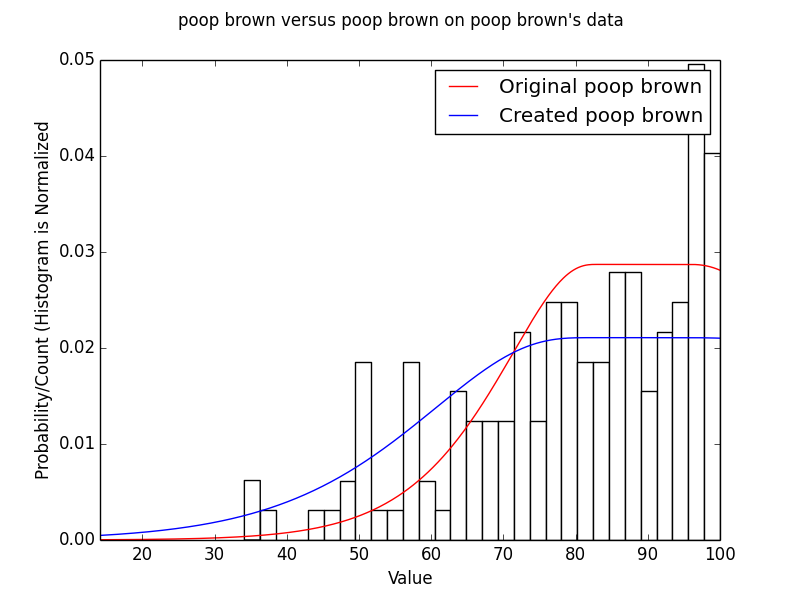 poop brown versus poop brown on poop brown's data
Original poop brown
Created poop brown
Probability/Count (Histogram is Normalized
0.05
0.04
0.03
0.02
0.01
0.00
20 30 40 50 60 70 80 90 100
Value